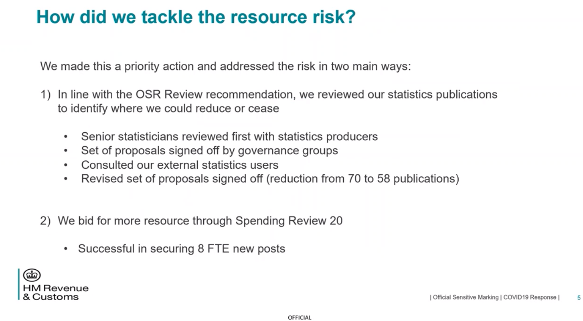 How did we tackle the resource risk?
We made this a priority action and addressed the risk in two main ways:
1) In line with the OSR Review recommendation, we reviewed our statistics publications
to identify where we could reduce or cease
• Senior statisticians reviewed first with statistics producers
• Set of proposals signed off by governance groups
• Consulted our external statistics users
• Revised set of proposals signed off (reduction from 70 to 58 publications)
2) We bid for more resource through Spending Review 20
• Successful in securing 8 FTE new posts
HM Revenue
& Customs
| Official Sensitive Marking | COVID19 Response | 5
OFFICIAL